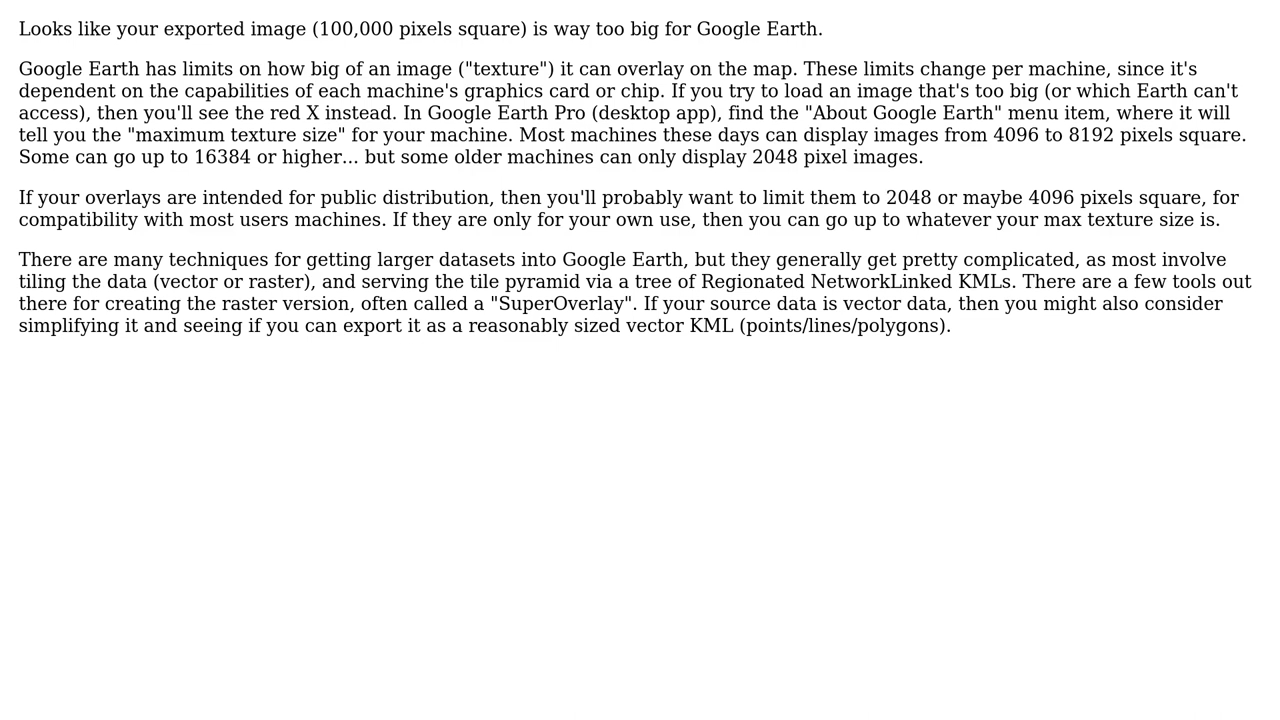 Looks like your exported image (100,000 pixels square) is way too big for Google Earth.
Google Earth has limits on how big of an image ("texture") it can overlay on the map. These limits change per machine, since it's
dependent on the capabilities of each machine's graphics card or chip. If you try to load an image that's too big (or which Earth can't
access), then you'll see the red X instead. In Google Earth Pro (desktop app), find the "About Google Earth" menu item, where it will
tell you the "maximum texture size" for your machine. Most machines these days can display images from 4096 to 8192 pixels square.
Some can go up to 16384 or higher... but some older machines can only display 2048 pixel images.
If your overlays are intended for public distribution, then you'll probably want to limit them to 2048 or maybe 4096 pixels square, for
compatibility with most users machines. If they are only for your own use, then you can go up to whatever your max texture size is.
There are many techniques for getting larger datasets into Google Earth, but they generally get pretty complicated, as most involve
tiling the data (vector or raster), and serving the tile pyramid via a tree of Regionated NetworkLinked KMLs. There are a few tools out
there for creating the raster version, often called a "SuperOverlay". If your source data is vector data, then you might also consider
simplifying it and seeing if you can export it as a reasonably sized vector KML (points/lines/polygons).